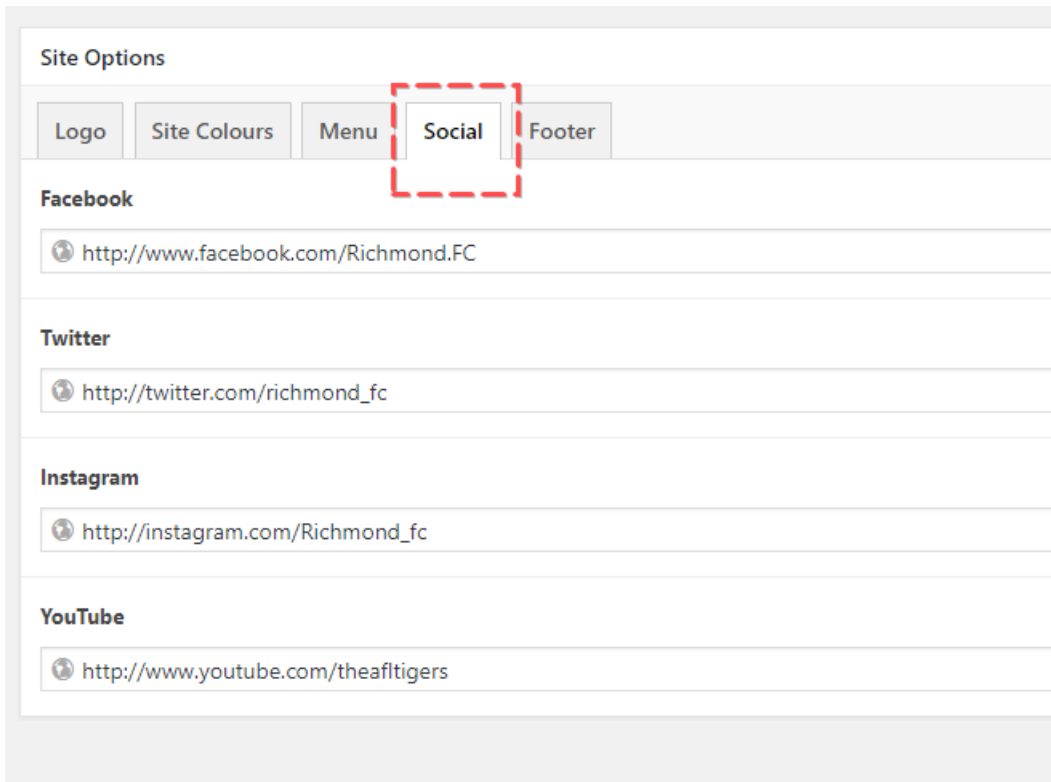 Site Options
Logo Site Colours Menu Social Footer
Facebook
http://www.facebook.com/Richmond.FC
Twitter
http://twitter.com/richmond_fc
Instagram
http://instagram.com/Richmond_fc
YouTube
http://www.youtube.com/theafltigers